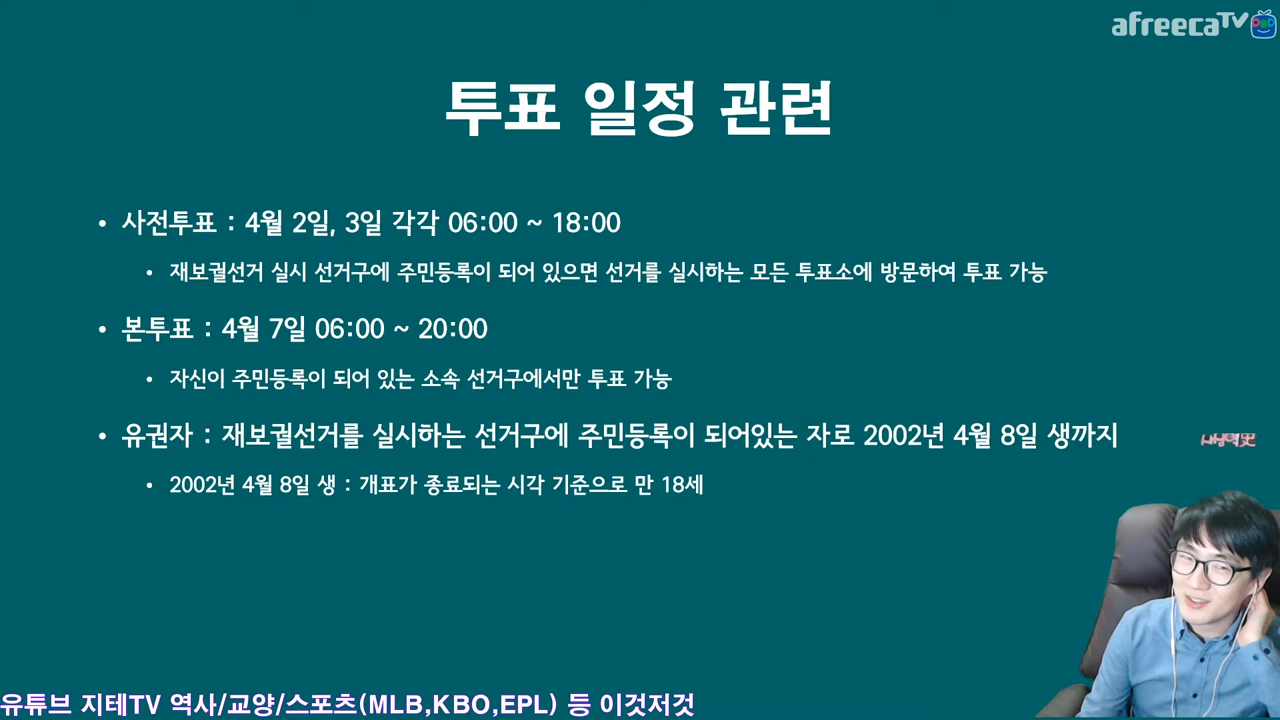 afreecaTV
투표 일정 관련
• 사전투표 : 4월 2일, 3일 각각 06:00 ~ 18:00
• 재보궐선거 실시 선거구에 주민등록이 되어 있으면 선거를 실시하는 모든 투표소에 방문하여 투표 가능
• 본투표 : 4월 7일 06:00 ~ 20:00
• 자신이 주민등록이 되어 있는 소속 선거구에서만 투표 가능
• 유권자 : 재보궐선거를 실시하는 선거구에 주민등록이 되어있는 자로 2002년 4월 8일 생까지
• 2002년 4월 8일 생 : 개표가 종료되는 시각 기준으로 만 18세
유튜브 지테TV 역사/교양/스포츠(MLB,KBO,EPL) 등 이것저것